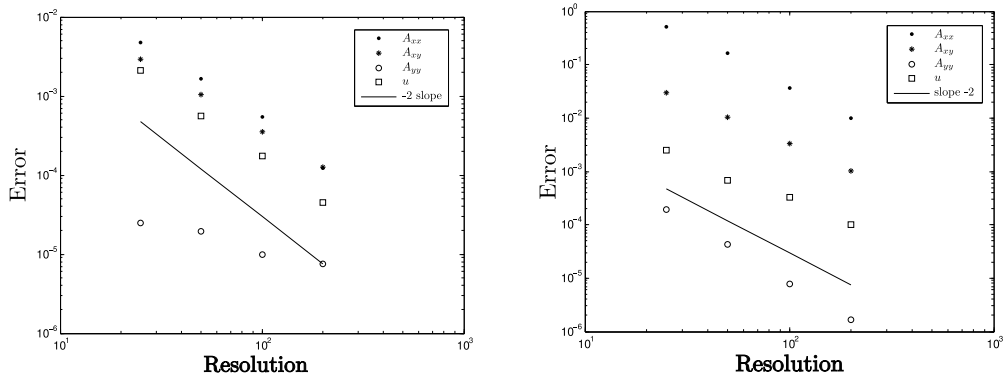 10^-2
10^-3
10^-4
10^-5
10^-6
10^1
10^2
10^3
Error
Resolution
A_xx
A_xy
A_yy
u
-2 slope
10^0
10^-1
10^-2
10^-3
10^-4
10^-5
10^-6
10^1
10^2
10^3
Error
Resolution
A_xx
A_xy
A_yy
u
slope -2